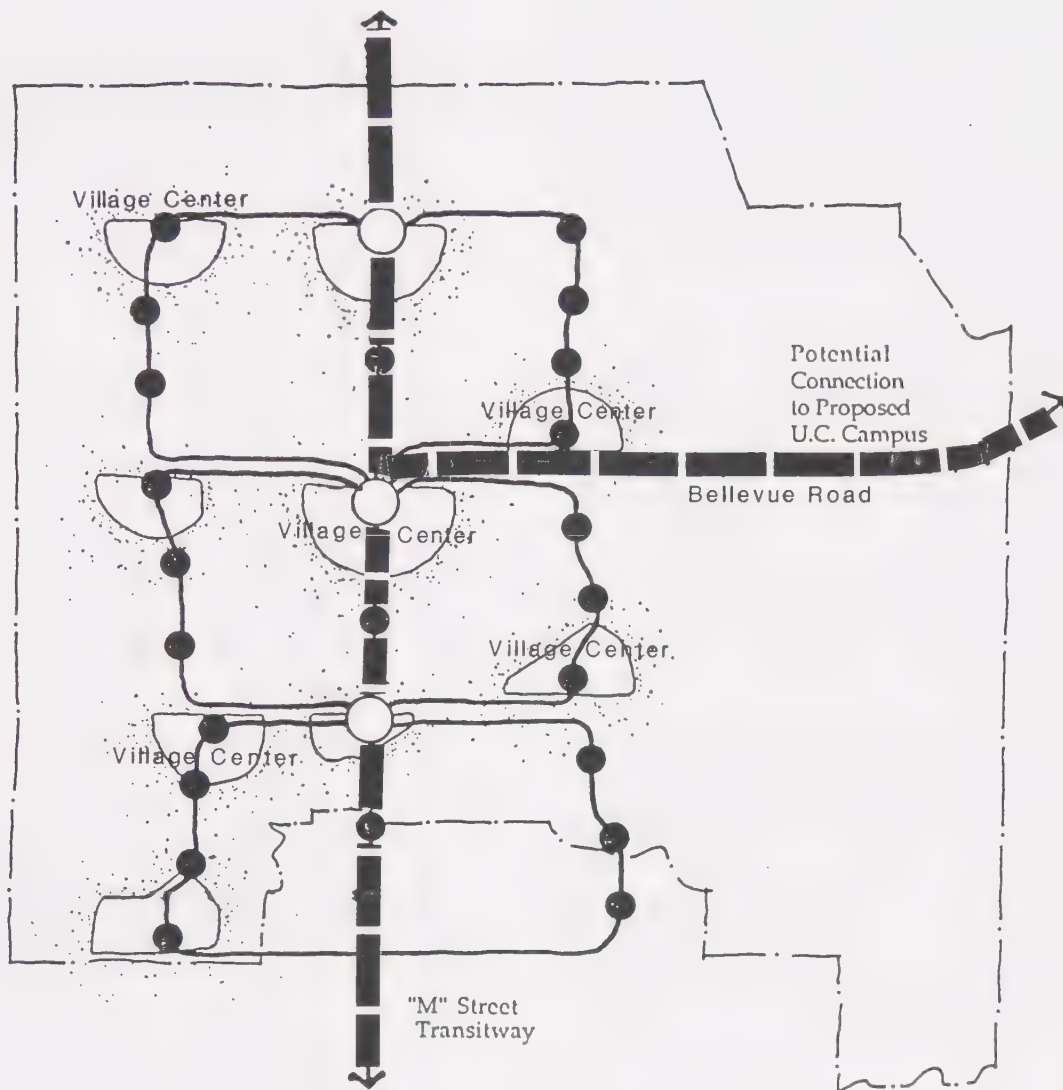 Village Center
Potential
Connection
to Proposed
U.C. Campus
Village Center
Bellevue Road
Village Center
Village Center
Village Center
"M" Street
Transitway